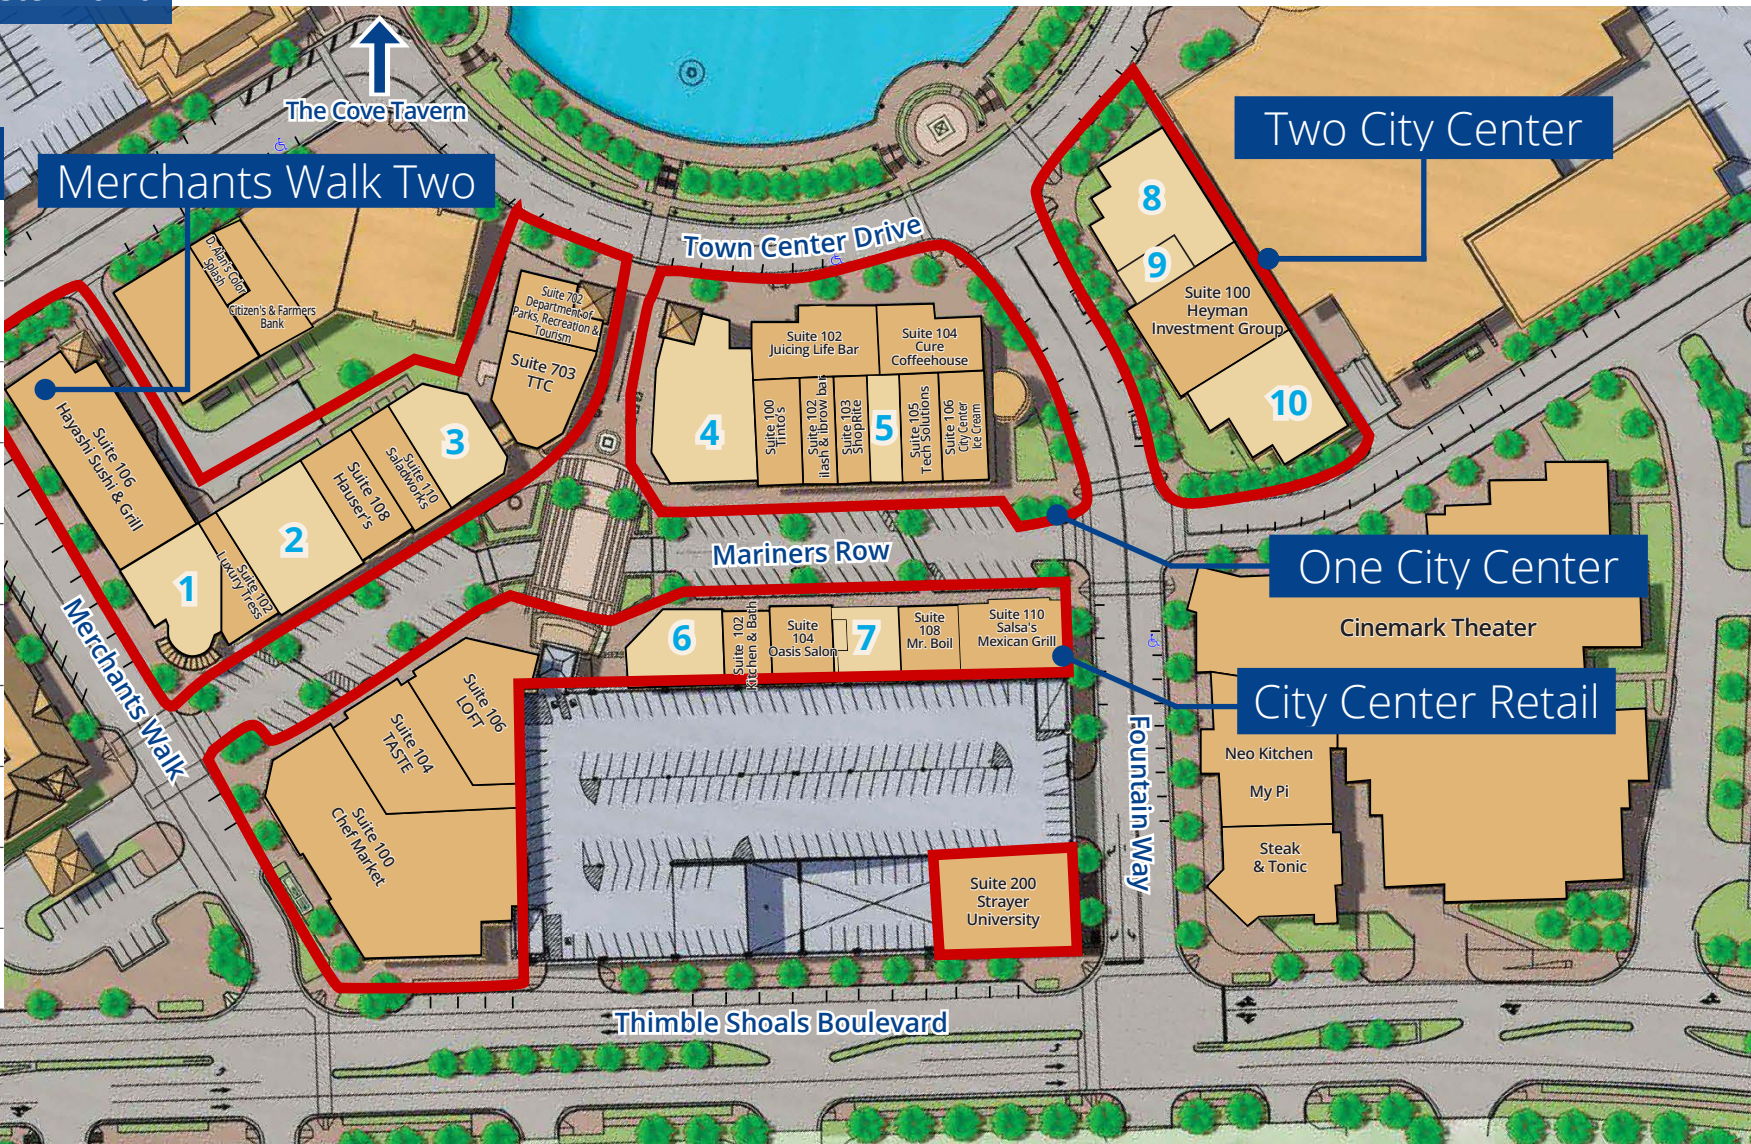 The Cove Tavern
Merchants Walk Two
Two City Center
Town Center Drive
D. Alan's Color
Splash
Citizen's & Farmers
Bank
Suite 702
Department of
Parks, Recreation &
Tourism
Suite 703
TTC
Suite 106
Hayashi Sushi & Grill
1
Suite 102
Luxury Tress
2
Suite 108
Hauser's
Suite 110
Saladworks
3
4
Suite 102
Juicing Life Bar
Suite 104
Cure
Coffeehouse
Suite 100
Tinto's
Suite 102
ilash & ibrow bar
Suite 103
Shopbite
5
Suite 105
Tech Solutions
Suite 106
City Center
Ice Cream
8
9
Suite 100
Heyman
Investment Group
10
Mariners Row
One City Center
Merchants Walk
6
Suite 102
Kitchen & Bath
Suite
104
Oasis Salon
7
Suite
108
Mr. Boil
Suite 110
Salsa's
Mexican Grill
Cinemark Theater
City Center Retail
Suite 106
LOFT
Suite 104
TASTE
Suite 100
Chef Market
Fountain Way
Neo Kitchen
My Pi
Steak
& Tonic
Suite 200
Strayer
University
Thimble Shoals Boulevard